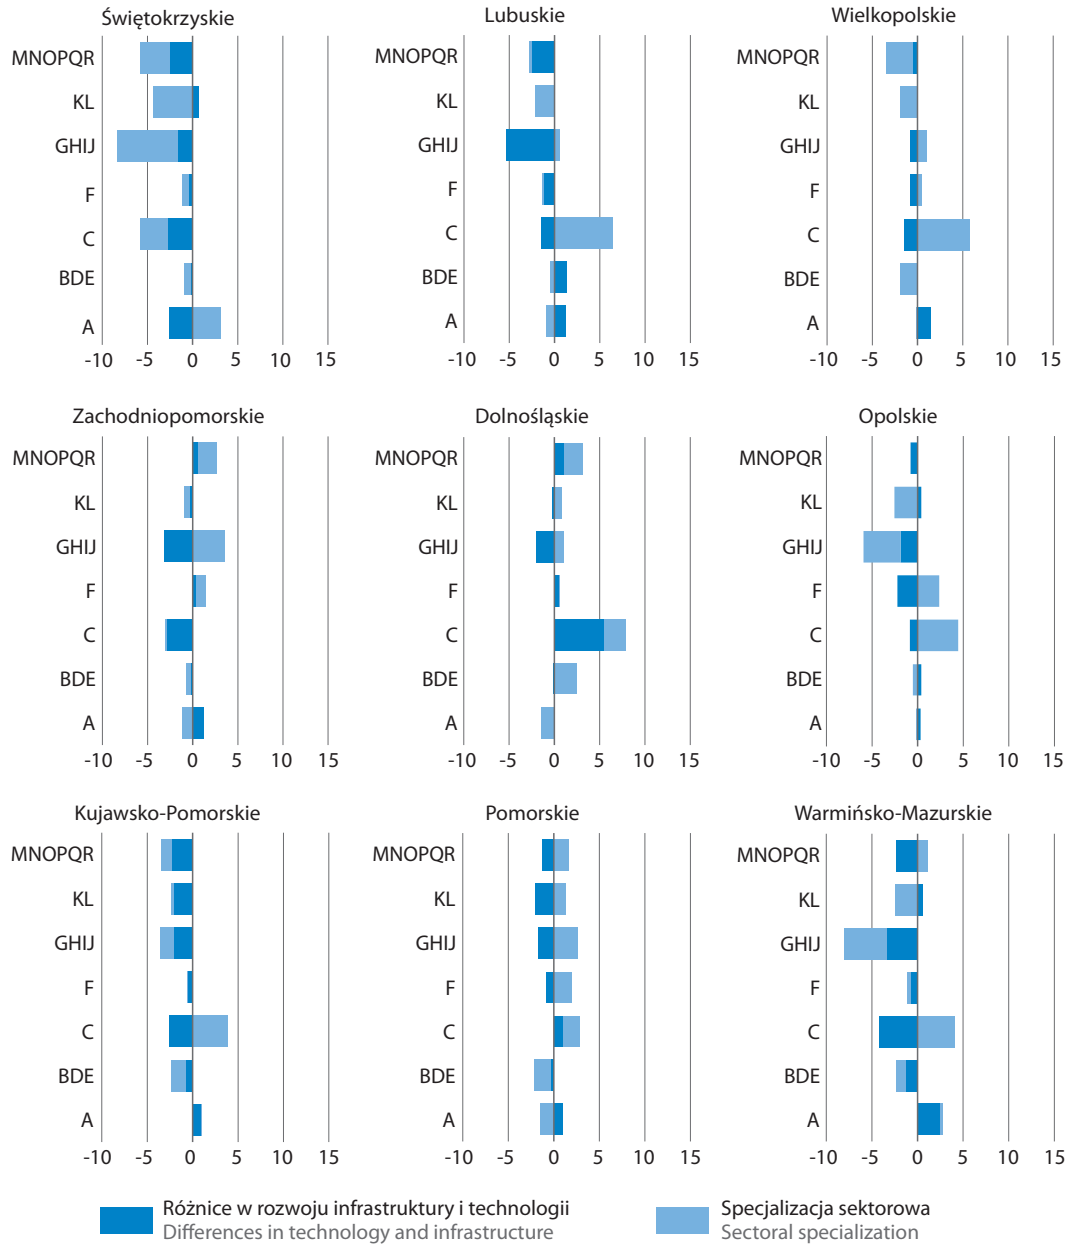 Świętokrzyskie
MNOPQR
KL
GHIJ
F
C
BDE
A
-10 -5 0 5 10 15
Lubuskie
MNOPQR
KL
GHIJ
F
C
BDE
A
-10 -5 0 5 10 15
Wielkopolskie
MNOPQR
KL
GHIJ
F
C
BDE
A
-10 -5 0 5 10 15
Zachodniopomorskie
MNOPQR
KL
GHIJ
F
C
BDE
A
-10 -5 0 5 10 15
Dolnośląskie
MNOPQR
KL
GHIJ
F
C
BDE
A
-10 -5 0 5 10 15
Opolskie
MNOPQR
KL
GHIJ
F
C
BDE
A
-10 -5 0 5 10 15
Kujawsko-Pomorskie
MNOPQR
KL
GHIJ
F
C
BDE
A
-10 -5 0 5 10 15
Pomorskie
MNOPQR
KL
GHIJ
F
C
BDE
A
-10 -5 0 5 10 15
Warmińsko-Mazurskie
MNOPQR
KL
GHIJ
F
C
BDE
A
-10 -5 0 5 10 15
Różnice w rozwoju infrastruktury i technologii
Differences in technology and infrastructure
Specjalizacja sektorowa
Sectoral specialization